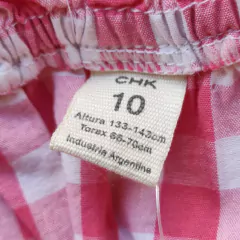 CHK
10
Altura 133-143cm
Torax 66-70cm
Industria Argentina